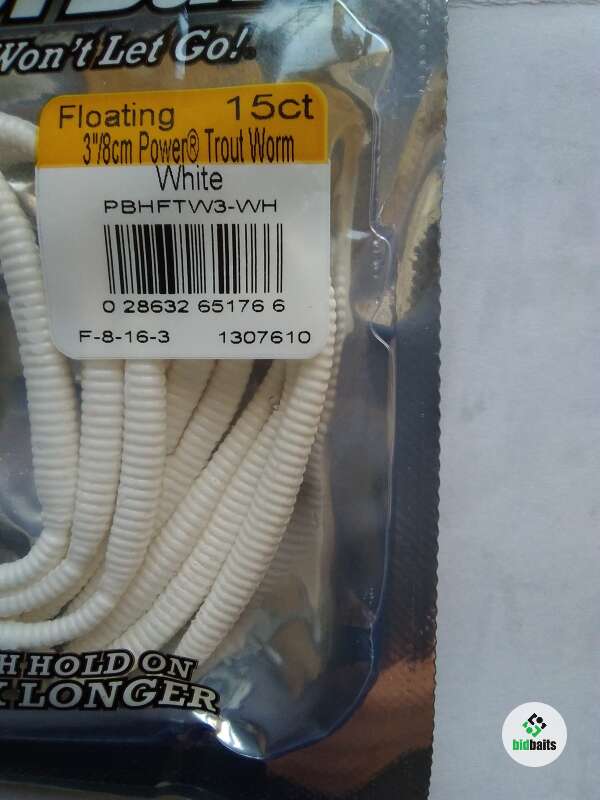 Won't Let Go!
Floating 15ct
3"/8cm Power® Trout Worm
White
PBHFTW3-WH
0 28632 65176 6
F-8-16-3 1307610
HOLD ON
LONGER
bidbaits